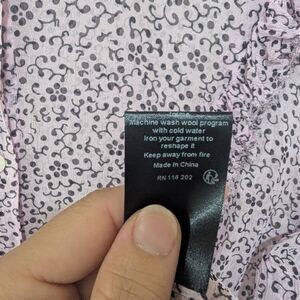 Machine wash wool program
with cold water
Iron your garment to
reshape it
Keep away from fire
Made In China
RN 116 202